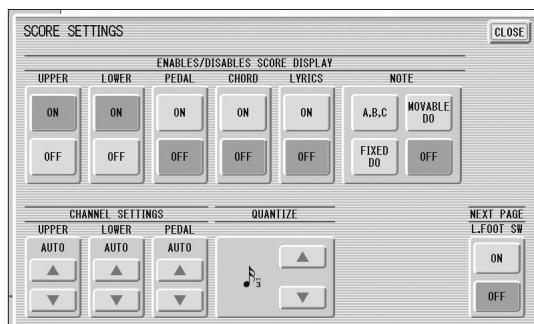 SCORE SETTINGS
CLOSE
ENABLES/DISABLES SCORE DISPLAY
UPPER LOWER PEDAL CHORD LYRICS NOTE
ON ON ON ON ON A,B,C MOVABLE DO
OFF OFF OFF OFF OFF FIXED DO OFF
CHANNEL SETTINGS QUANTIZE NEXT PAGE
UPPER LOWER PEDAL L.FOOT SW
AUTO AUTO AUTO
3
ON
OFF